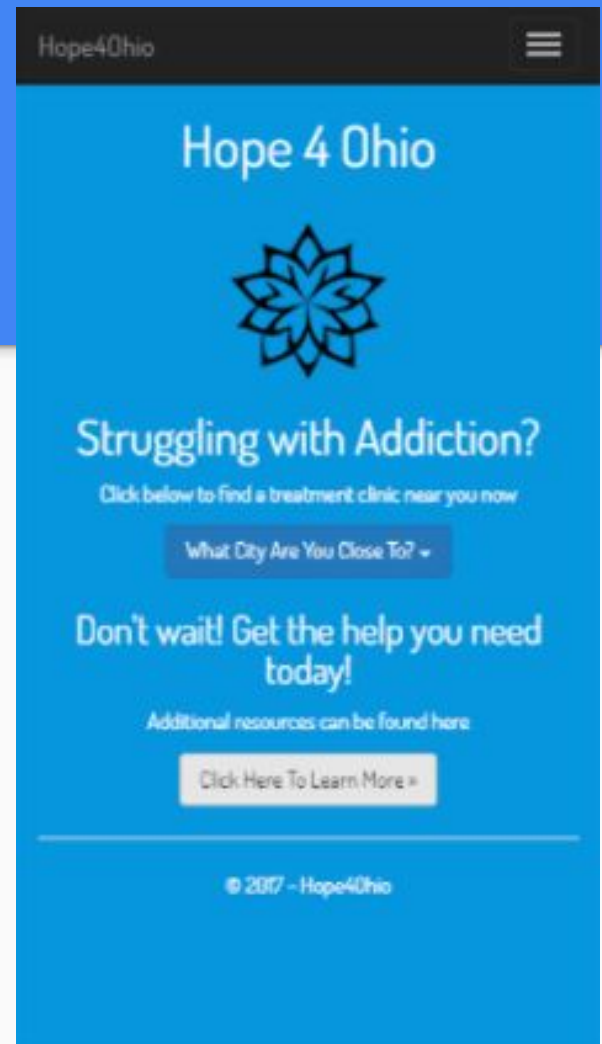 Hope4Ohio
Hope 4 Ohio
Struggling with Addiction?
Click below to find a treatment clinic near you now
What City Are You Close To?
Don't wait! Get the help you need
today!
Additional resources can be found here
Click Here To Learn More »
© 2017 - Hope4Ohio